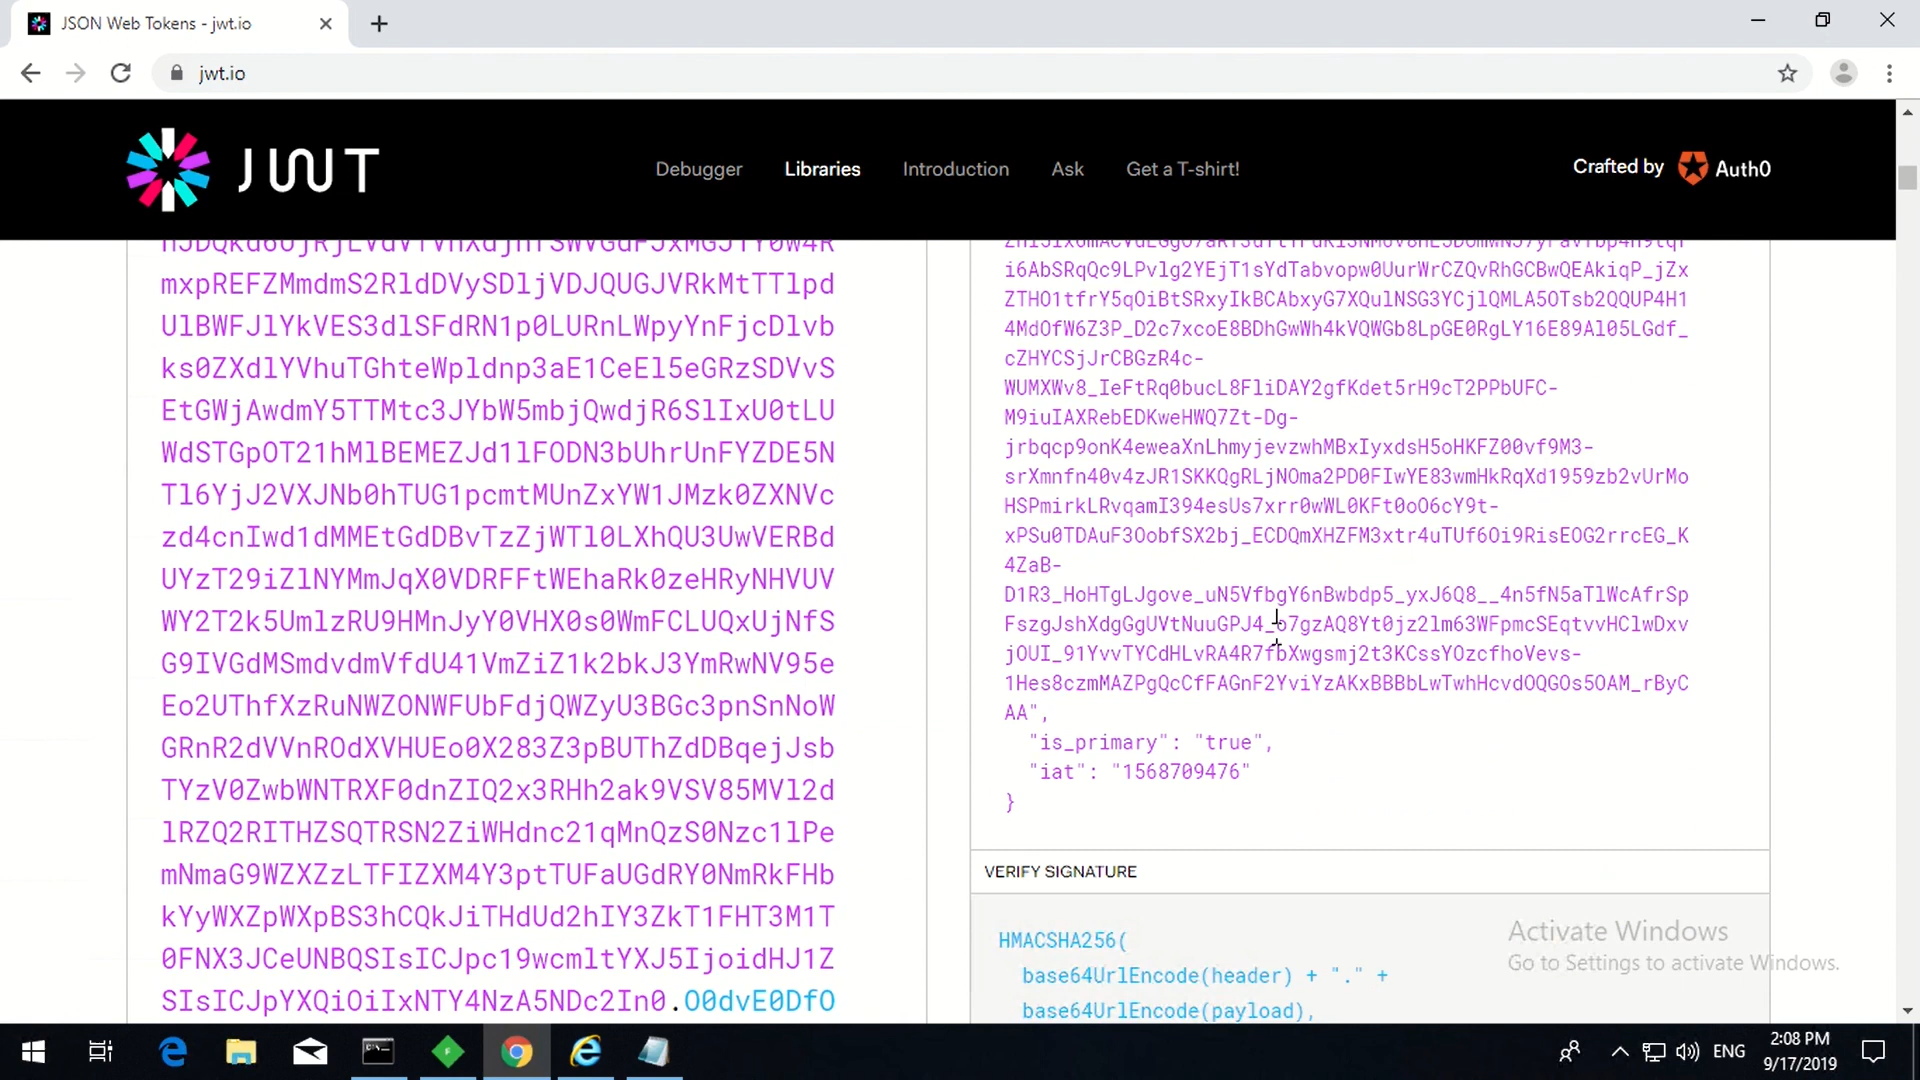 JSON Web Tokens - jwt.io
jwt.io
JWT
Debugger
Libraries
Introduction
Ask
Get a T-shirt!
Crafted by
Auth0
mxpREFZMmdmS2RldDVySDljVDJQUGJVRkMtTTlpd
UlBWFJlYkVES3dlSFdRN1p0LURnLWpyYnFjcDlvb
ks0ZXdlYVhuTGhteWpldnp3aE1CeEl5eGRzSDVvS
EtGWjAwdmY5TTMtc3JYbW5mbjQwdjR6SlIxU0tLU
WdSTGpOT21hMlBEMEZJd1lFODN3bUhrUnFYZDE5N
Tl6YjJ2VXJNb0hTUG1pcmtMUnZxYW1JMzk0ZXNVc
zd4cnIwd1dMMEtGdDBvTzZjWTl0LXhQU3UwVERBd
UYzT29iZlNYMmJqX0VDRFFtWEhaRk0zeHRyNHVUV
WY2T2k5UmlzRU9HMnJyY0VHX0s0WmFCLUQxUjNfS
G9IVGdMSmdvdmVfdU41VmZiZ1k2bkJ3YmRwNV95e
Eo2UThfXzRuNWZONWFUbFdjQWZyU3BGc3pnSnNoW
GRnR2dVVnROdXVHUEo0X283Z3pBUThZdDBqejJsb
TYzV0ZwbWNTRXF0dnZIQ2x3RHh2ak9VSV85MVl2d
lRZQ2RITHZSQTRSN2ZiWHdnc21qMnQzS0Nzc1lPe
mNmaG9WZXZzLTFIZXM4Y3ptTUFaUGdRY0NmRkFHb
kYyWXZpWXpBS3hCQkJiTHdUd2hIY3ZkT1FHT3M1T
0FNX3JCeUNBQSIsICJpc19wcmltYXJ5IjoidHJ1Z
SIsICJpYXQiOiIxNTY4NzA5NDc2In0.O0dvE0DfO
i6AbSRqQc9LPvlg2YEjT1sYdTabvopw0UurWrCZQvRhGCBwQEAkiqP_jZx
ZTHO1tfrY5qOiBtSRxyIkBCAbxyG7XQulNSG3YCjlQMLA5OTsb2QQUP4H1
4MdOfW6Z3P_D2c7xcoE8BDhGwWh4kVQWGb8LpGE0RgLY16E89Al05LGdf_
cZHYCSjJrCBGzR4c-
WUMXWv8_IeFtRq0bucL8FliDAY2gfKdet5rH9cT2PPbUFC-
M9iuIAXRebEDKweHWQ7Zt-Dg-
jrbqcp9onK4eweaXnLhmyjevzwhMBxIyxdsH5oHKFZ00vf9M3-
srXmnfn40v4zJR1SKKQgRLjNOma2PD0FIwYE83wmHkRqXd1959zb2vUrMo
HSPmirkLRvqamI394esUs7xrr0wWL0KFt0oO6cY9t-
xPSu0TDAuF3OobfSX2bj_ECDQmXHZFM3xtr4uTUf6Oi9RisEOG2rrcEG_K
4ZaB-
D1R3_HoHTgLJgove_uN5VfbgY6nBwbdp5_yxJ6Q8__4n5fN5aTlWcAfrSp
FszgJshXdgGgUVtNuuGPJ4_o7gzAQ8Yt0jz2lm63WFpmcSEqtvvHClwDxv
jOUI_91YvvTYCdHLvRA4R7fbXwgsmj2t3KCssYOzcfhoVevs-
1Hes8czmMAZPgQcCfFAGnF2YviYzAKxBBBbLwTwhHcvdOQGOs5OAM_rByC
AA",
"is_primary": "true",
"iat": "1568709476"
}
VERIFY SIGNATURE
HMACSHA256(
base64UrlEncode(header) + "." +
base64UrlEncode(payload),
Activate Windows
Go to Settings to activate Windows.
ENG
2:08 PM
9/17/2019